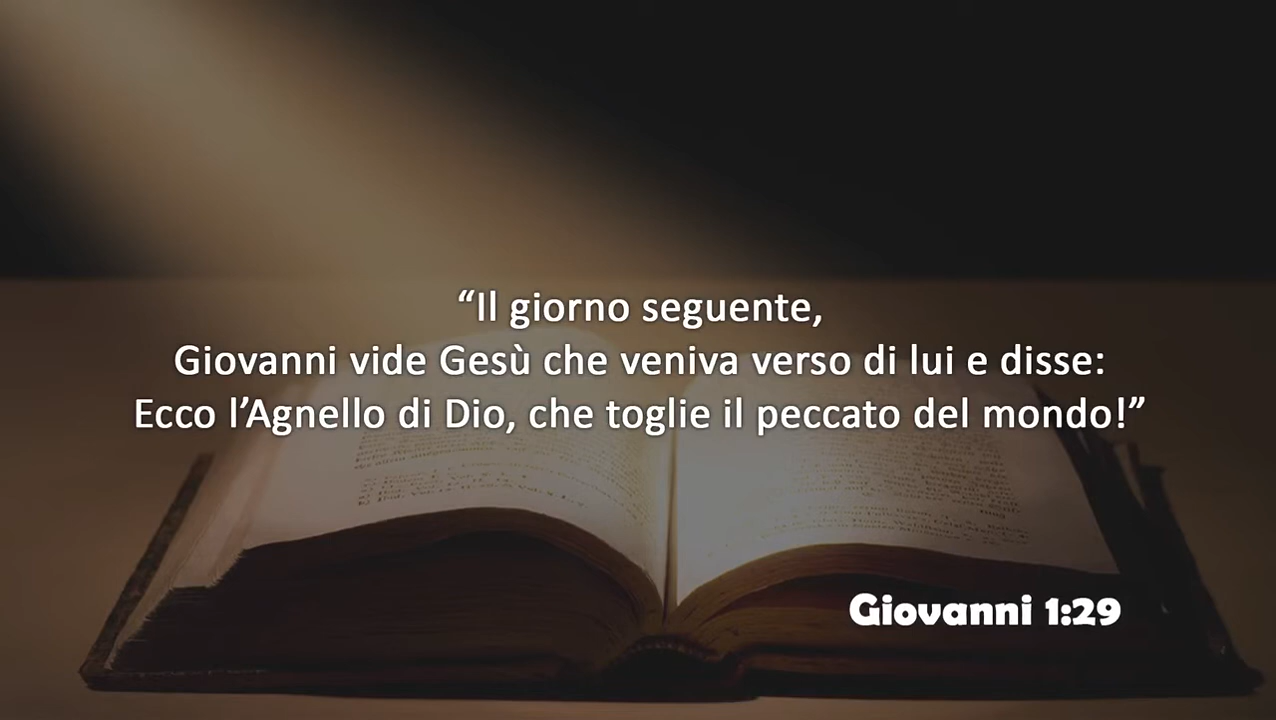 “Il giorno seguente,
Giovanni vide Gesù che veniva verso di lui e disse:
Ecco l’Agnello di Dio, che toglie il peccato del mondo!”
Giovanni 1:29